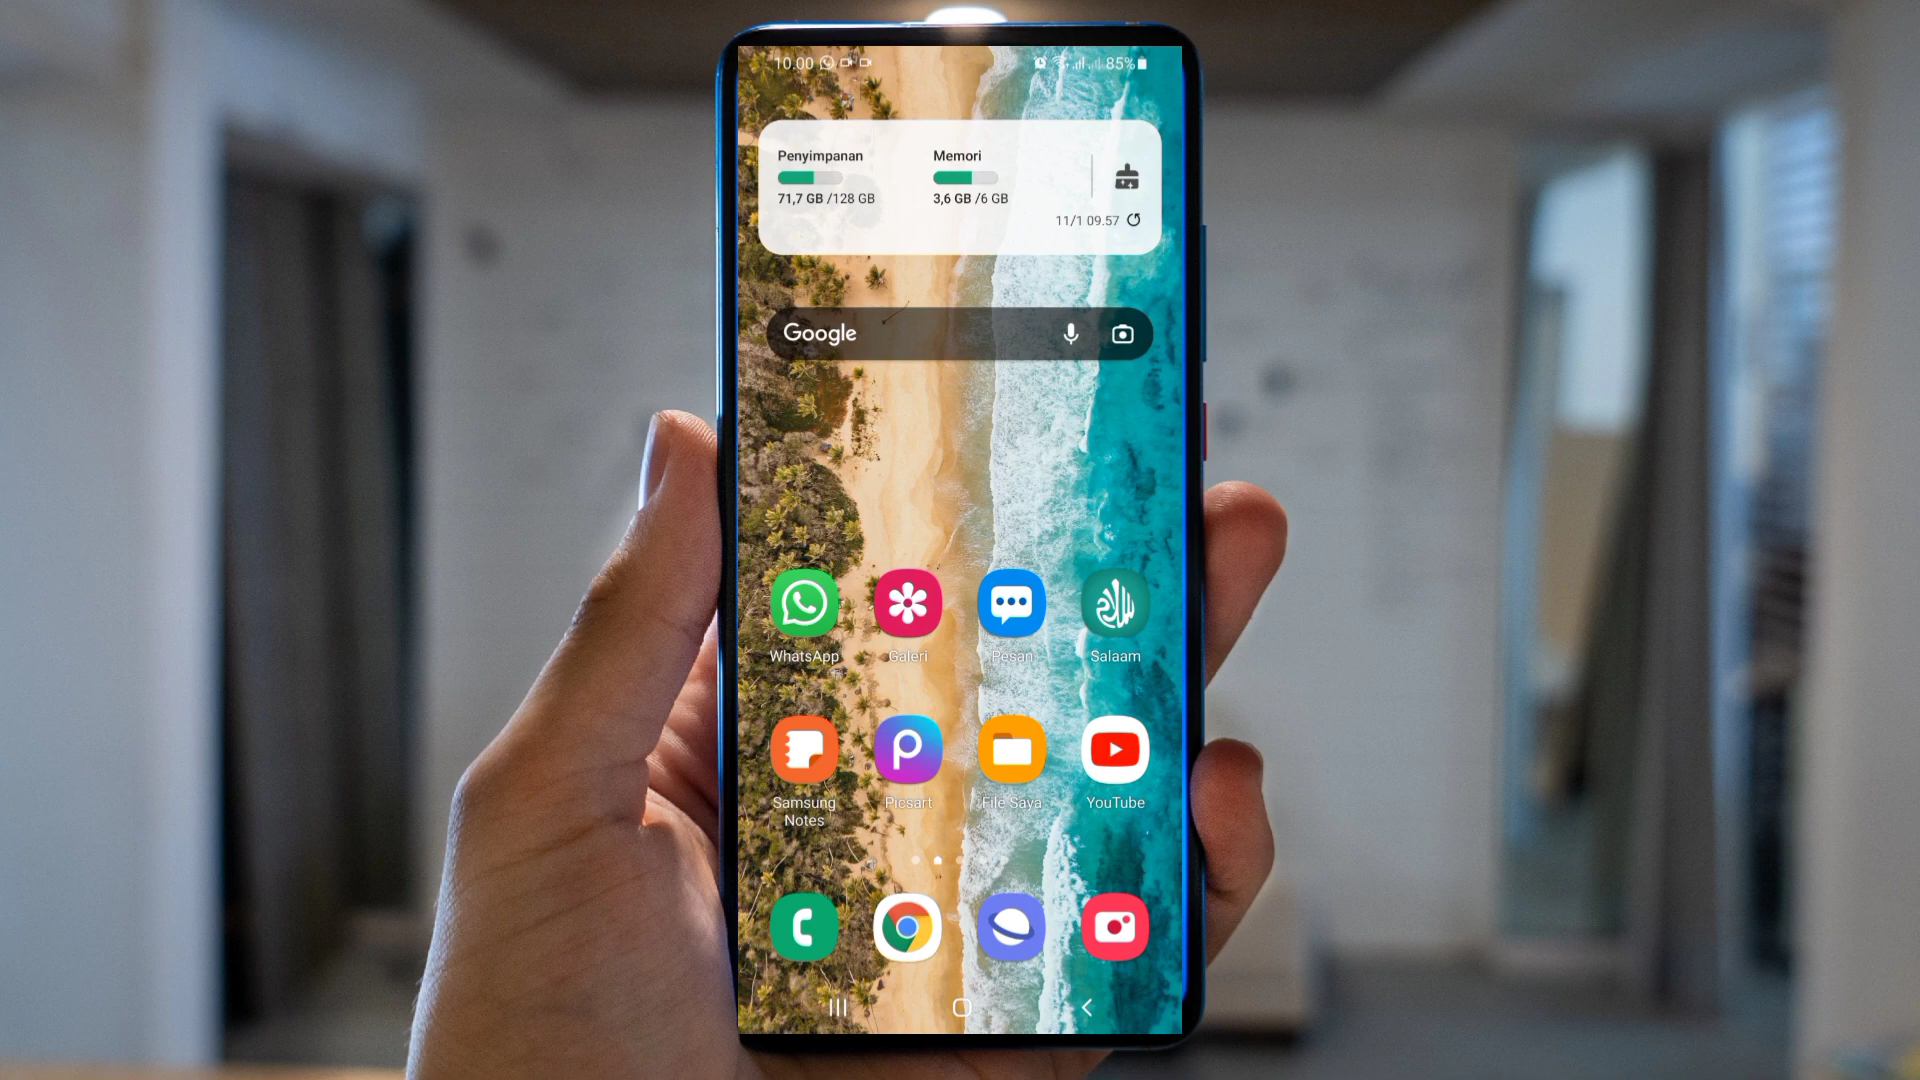 10.00 85%
Penyimpanan Memori
71,7 GB /128 GB 3,6 GB /6 GB
11/1 09.57
Google
WhatsApp Galeri Pesan Salaam
سلام
Samsung Notes Picsart File Saya YouTube